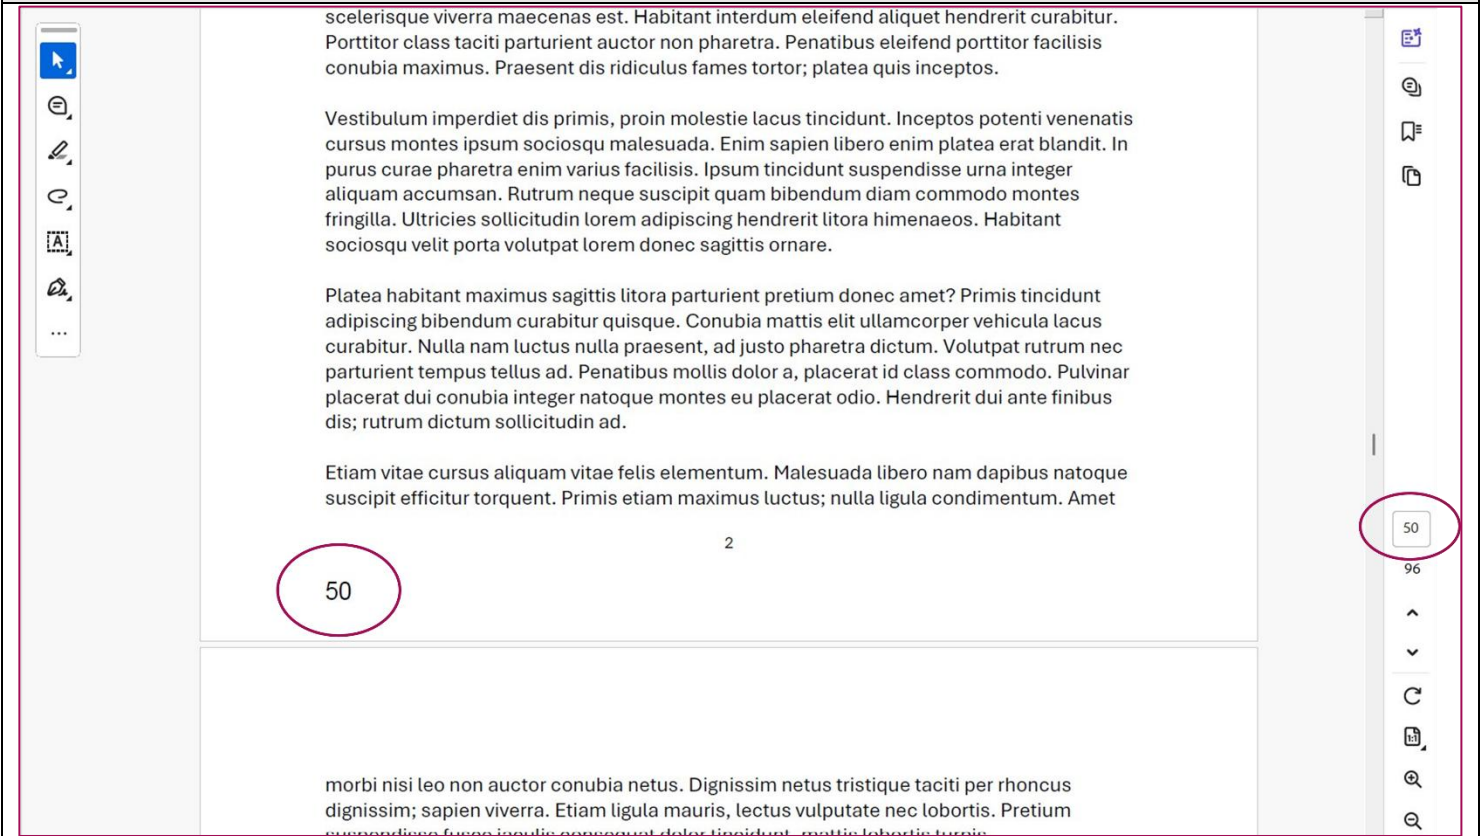 scelerisque viverra maecenas est. Habitant interdum eleifend aliquet hendrerit curabitur.
Porttitor class taciti parturient auctor non pharetra. Penatibus eleifend porttitor facilisis
conubia maximus. Praesent dis ridiculus fames tortor; platea quis inceptos.
Vestibulum imperdiet dis primis, proin molestie lacus tincidunt. Inceptos potenti venenatis
cursus montes ipsum sociosqu malesuada. Enim sapien libero enim platea erat blandit. In
purus curae pharetra enim varius facilisis. Ipsum tincidunt suspendisse urna integer
aliquam accumsan. Rutrum neque suscipit quam bibendum diam commodo montes
fringilla. Ultricies sollicitudin lorem adipiscing hendrerit litora himenaeos. Habitant
sociosqu velit porta volutpat lorem donec sagittis ornare.
Platea habitant maximus sagittis litora parturient pretium donec amet? Primis tincidunt
adipiscing bibendum curabitur quisque. Conubia mattis elit ullamcorper vehicula lacus
curabitur. Nulla nam luctus nulla praesent, ad justo pharetra dictum. Volutpat rutrum nec
parturient tempus tellus ad. Penatibus mollis dolor a, placerat id class commodo. Pulvinar
placerat dui conubia integer natoque montes eu placerat odio. Hendrerit dui ante finibus
dis; rutrum dictum sollicitudin ad.
Etiam vitae cursus aliquam vitae felis elementum. Malesuada libero nam dapibus natoque
suscipit efficitur torquent. Primis etiam maximus luctus; nulla ligula condimentum. Amet
2
50
50
96
morbi nisi leo non auctor conubia netus. Dignissim netus tristique taciti per rhoncus
dignissim; sapien viverra. Etiam ligula mauris, lectus vulputate nec lobortis. Pretium
suspendisse fusce iaculis consequat dolor tincidunt, mattis lobortis turpis